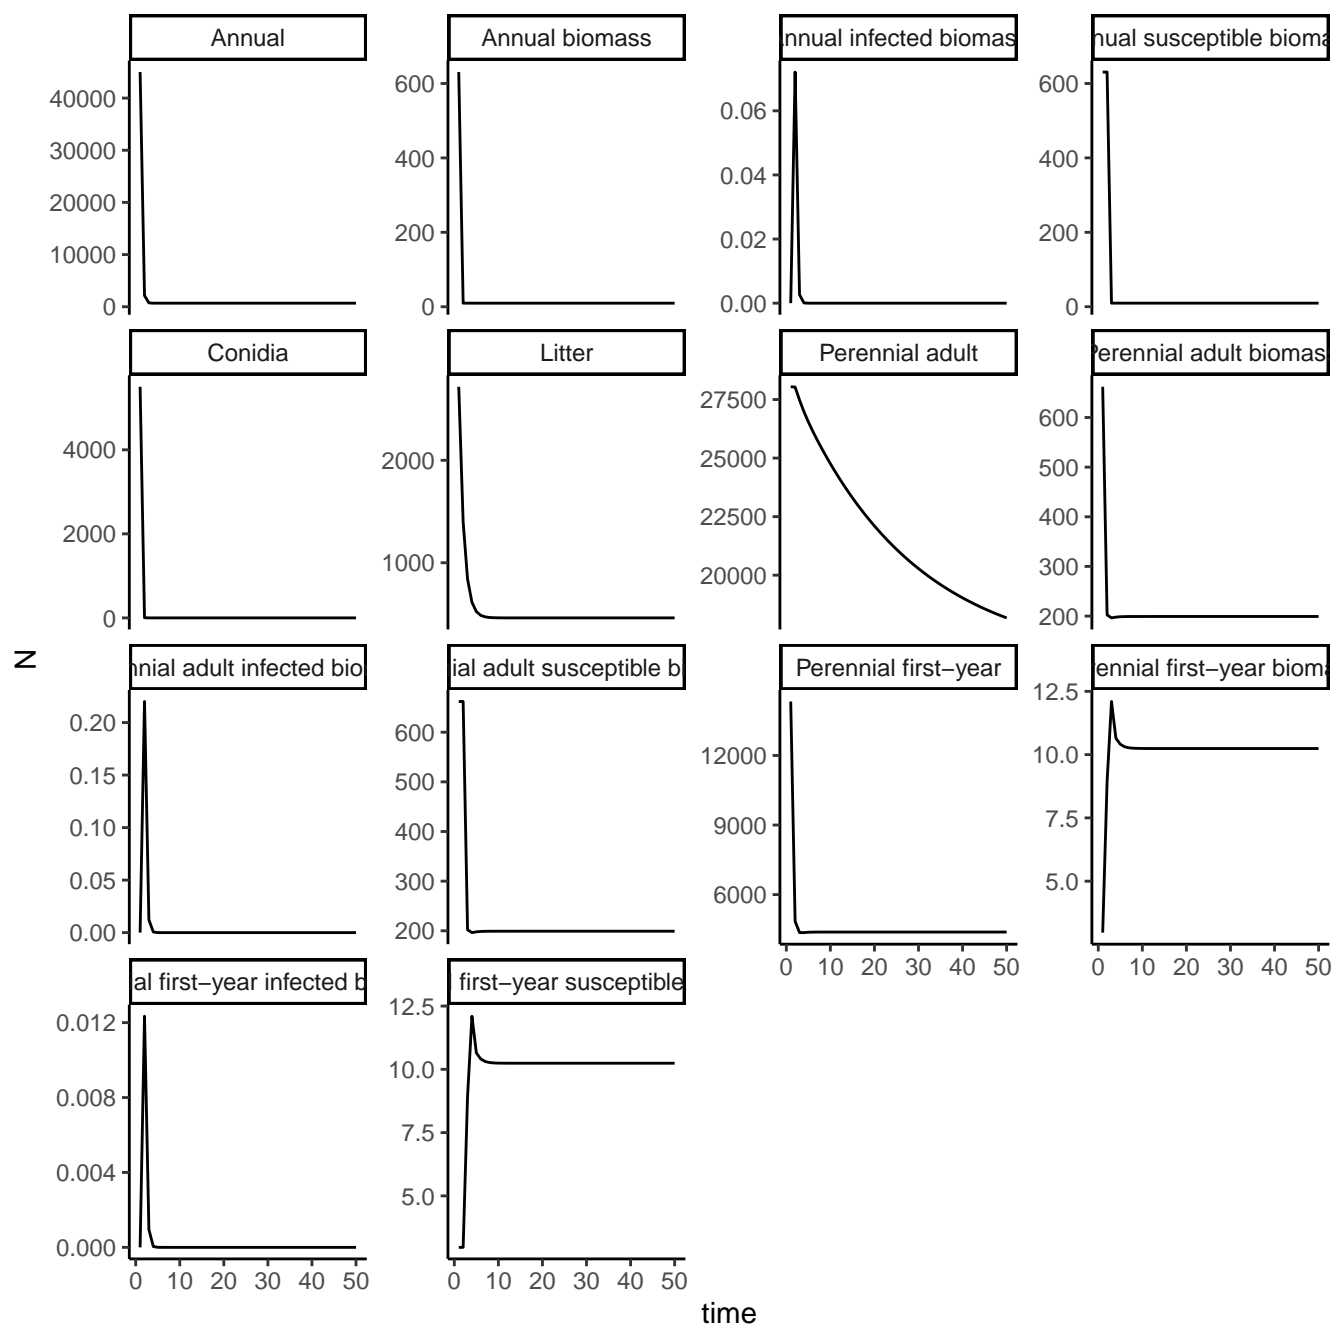 Annual
Annual biomass
nnual infected biomas
nual susceptible bioma
40000
30000
20000
10000
0
600
400
200
0
0.06
0.04
0.02
0.00
600
400
200
0
Conidia
Litter
Perennial adult
Perennial adult biomas
4000
2000
0
2000
1000
27500
25000
22500
20000
600
500
400
300
200
nnial adult infected bio
ial adult susceptible b
Perennial first−year
ennial first−year bioma
0.20
0.15
0.10
0.05
0.00
600
500
400
300
200
12000
9000
6000
0 10 20 30 40 50
12.5
10.0
7.5
5.0
0 10 20 30 40 50
al first−year infected b
first−year susceptible
0.012
0.008
0.004
0.000
0 10 20 30 40 50
12.5
10.0
7.5
5.0
0 10 20 30 40 50
N
time